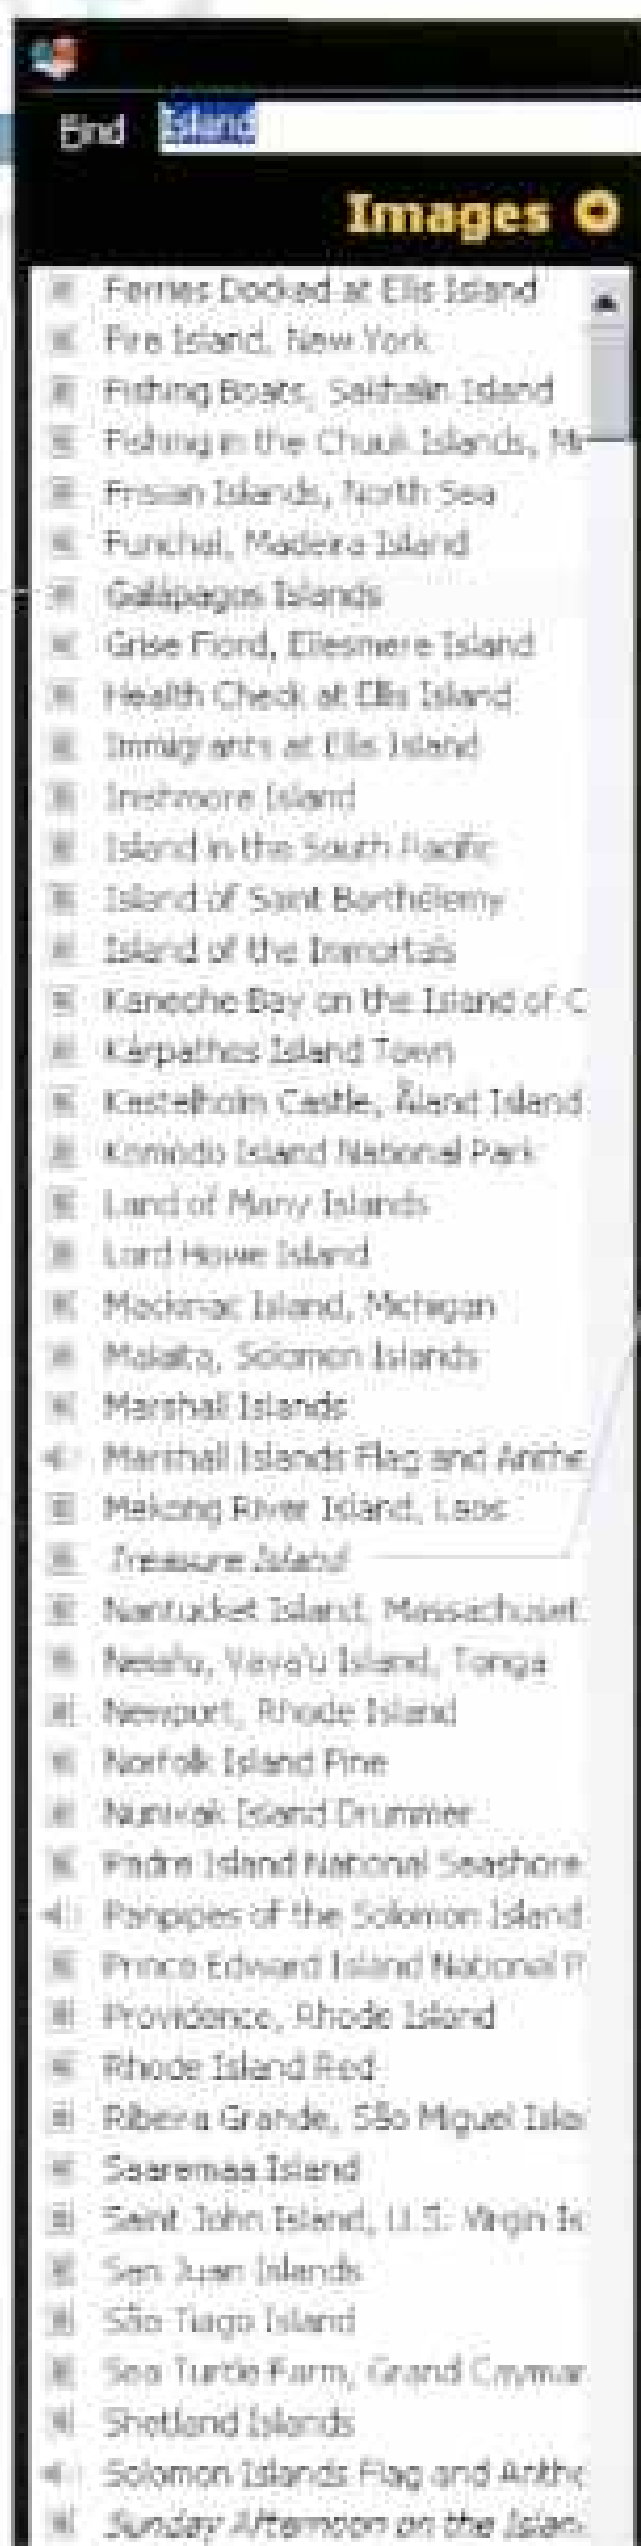 Find Island
Images
Ferries Docked at Ellis Island
Fire Island, New York
Fishing Boats, Sakhalin Island
Fishing in the Chuuk Islands, Mi
Frisian Islands, North Sea
Funchal, Madeira Island
Galápagos Islands
Grise Fiord, Ellesmere Island
Health Check at Ellis Island
Immigrants at Ellis Island
Inishmore Island
Island in the South Pacific
Island of Saint Barthélemy
Island of the Immortals
Kaneohe Bay on the Island of O
Kárpathos Island Town
Kastelholm Castle, Åland Island
Komodo Island National Park
Land of Many Islands
Lord Howe Island
Mackinac Island, Michigan
Malaita, Solomon Islands
Marshall Islands
Marshall Islands Flag and Anthe
Mekong River Island, Laos
Treasure Island
Nantucket Island, Massachuset
Neiafu, Vava'u Island, Tonga
Newport, Rhode Island
Norfolk Island Pine
Nunivak Island Drummer
Padre Island National Seashore
Panpipes of the Solomon Island
Prince Edward Island National P
Providence, Rhode Island
Rhode Island Red
Ribeira Grande, São Miguel Isla
Saaremaa Island
Saint John Island, U.S. Virgin Is
San Juan Islands
São Tiago Island
Sea Turtle Farm, Grand Cayman
Shetland Islands
Solomon Islands Flag and Anthe
Sunday Afternoon on the Islan